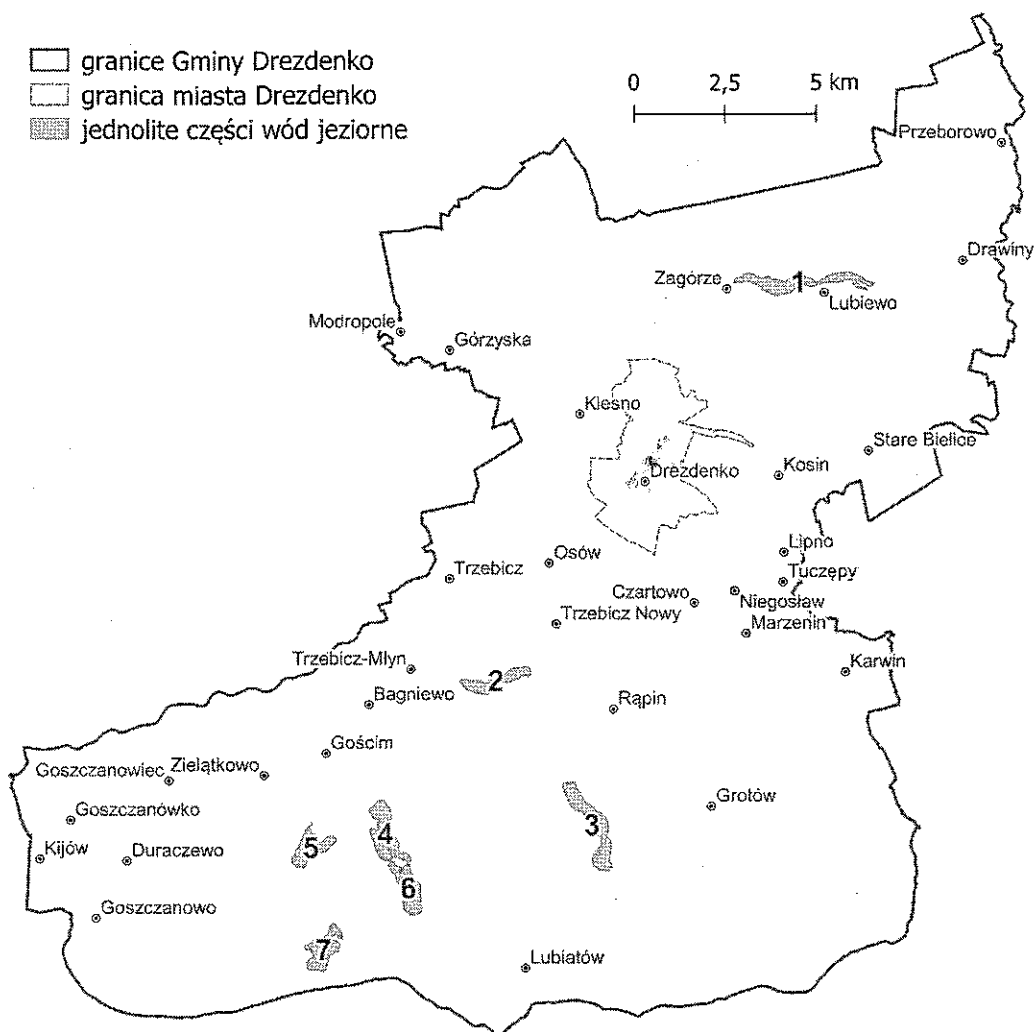 granice Gminy Drezdenko
granica miasta Drezdenko
jednolite części wód jeziorne
0 2,5 5 km
Przeborowo
Drawiny
Zagórze
1
Lubiewo
Modropole
Górzyska
Klesno
Stare Bielice
Drezdenko
Kosin
Lipno
Osów
Trzebicz
Tuczępy
Czartowo
Niegosław
Trzebicz Nowy
Marzenin
Trzebicz-Młyn
Karwin
2
Bagniewo
Rąpin
Gościm
Goszczanowiec
Zielątkowo
Goszczanówko
Grotów
3
4
5
Kijów
Duraczewo
6
Goszczanowo
7
Lubiatów